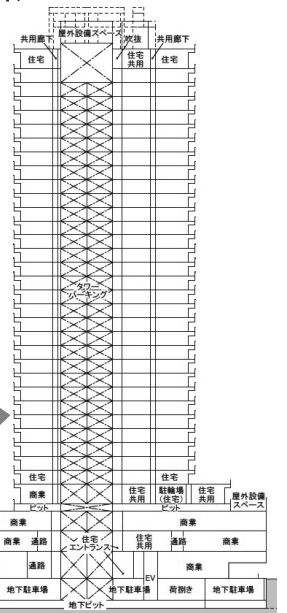 屋外設備スペース
共用廊下 吹抜 共用廊下
住宅 住宅 住宅
共用
タワー
パーキング
住宅 住宅
商業 住宅 駐輪場 住宅
共用 (住宅) 共用
屋外設備
スペース
ピット ピット
商業 商業
商業 通路 住宅 住宅 通路 商業
エントランス 共用
通路 商業
EV
地下駐車場 地下駐車場 荷捌き 地下駐車場
地下ピット